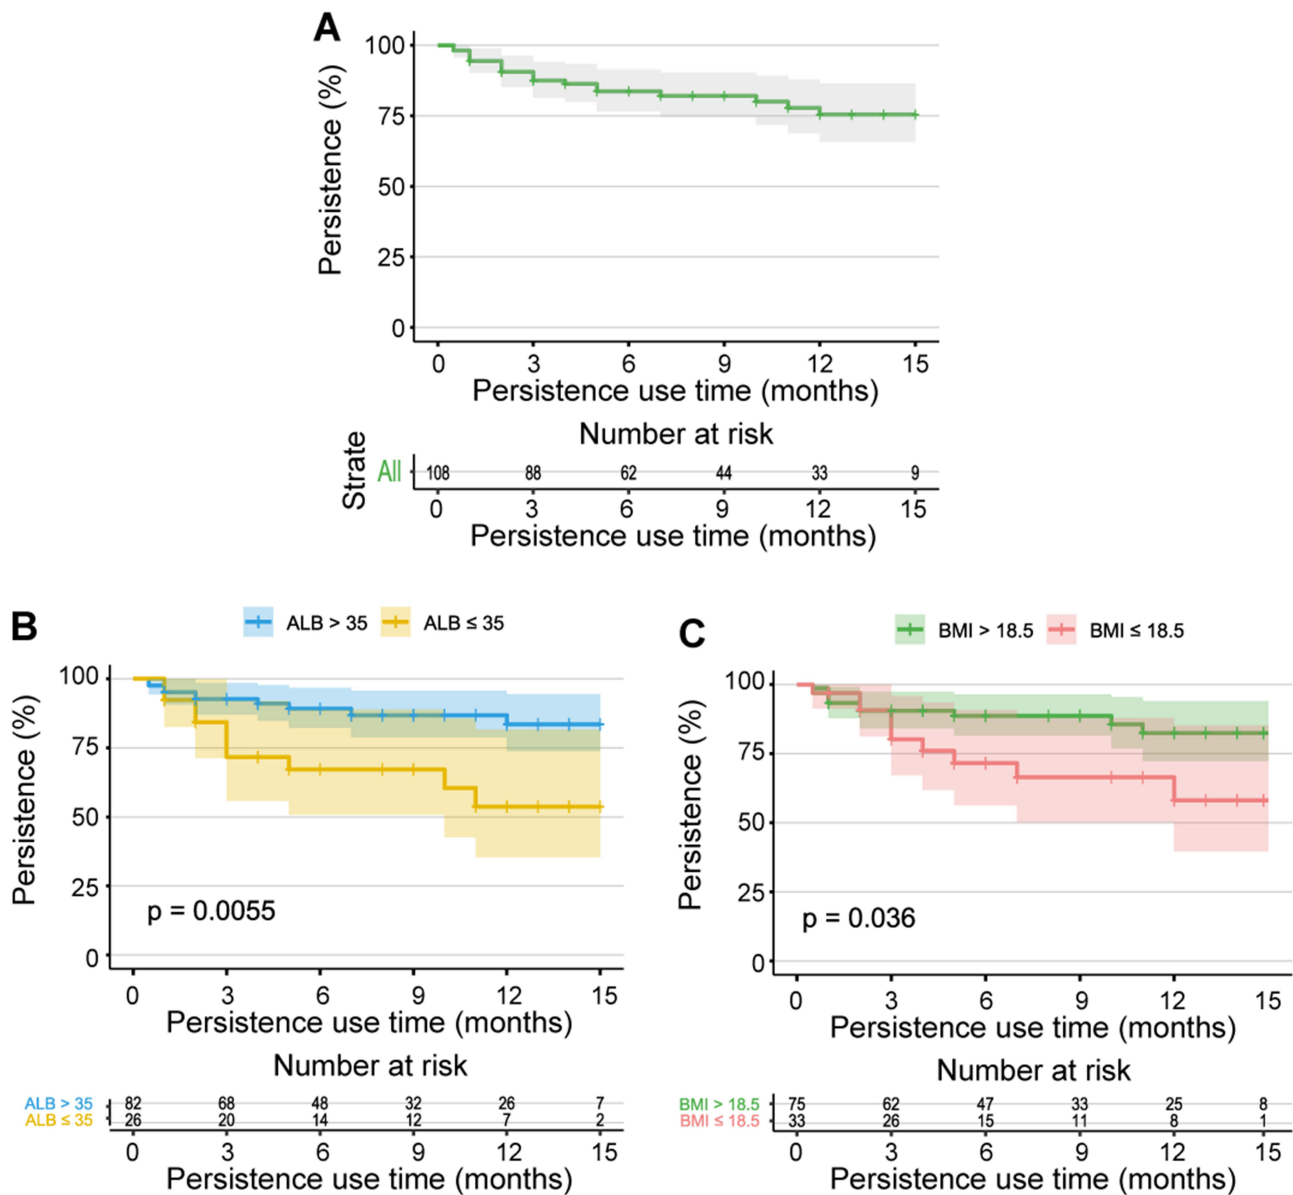 A
Persistence (%)
100
75
50
25
0
0 3 6 9 12 15
Persistence use time (months)
Number at risk
Strate
All 108 88 62 44 33 9
0 3 6 9 12 15
Persistence use time (months)
B
ALB > 35 ALB ≤ 35
Persistence (%)
100
75
50
25
0
p = 0.0055
0 3 6 9 12 15
Persistence use time (months)
Number at risk
ALB > 35 82 68 48 32 26 7
ALB ≤ 35 26 20 14 12 7 2
0 3 6 9 12 15
Persistence use time (months)
C
BMI > 18.5 BMI ≤ 18.5
Persistence (%)
100
75
50
25
0
p = 0.036
0 3 6 9 12 15
Persistence use time (months)
Number at risk
BMI > 18.5 75 62 47 33 25 8
BMI ≤ 18.5 33 26 15 11 8 1
0 3 6 9 12 15
Persistence use time (months)